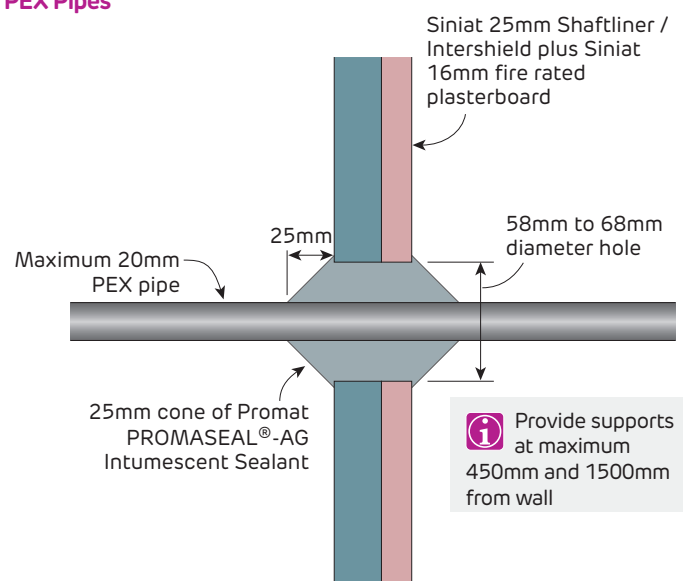 PEX Pipes
Siniat 25mm Shaftliner /
Intershield plus Siniat
16mm fire rated
plasterboard
25mm
58mm to 68mm
diameter hole
Maximum 20mm
PEX pipe
25mm cone of Promat
PROMASEAL®-AG
Intumescent Sealant
Provide supports
at maximum
450mm and 1500mm
from wall